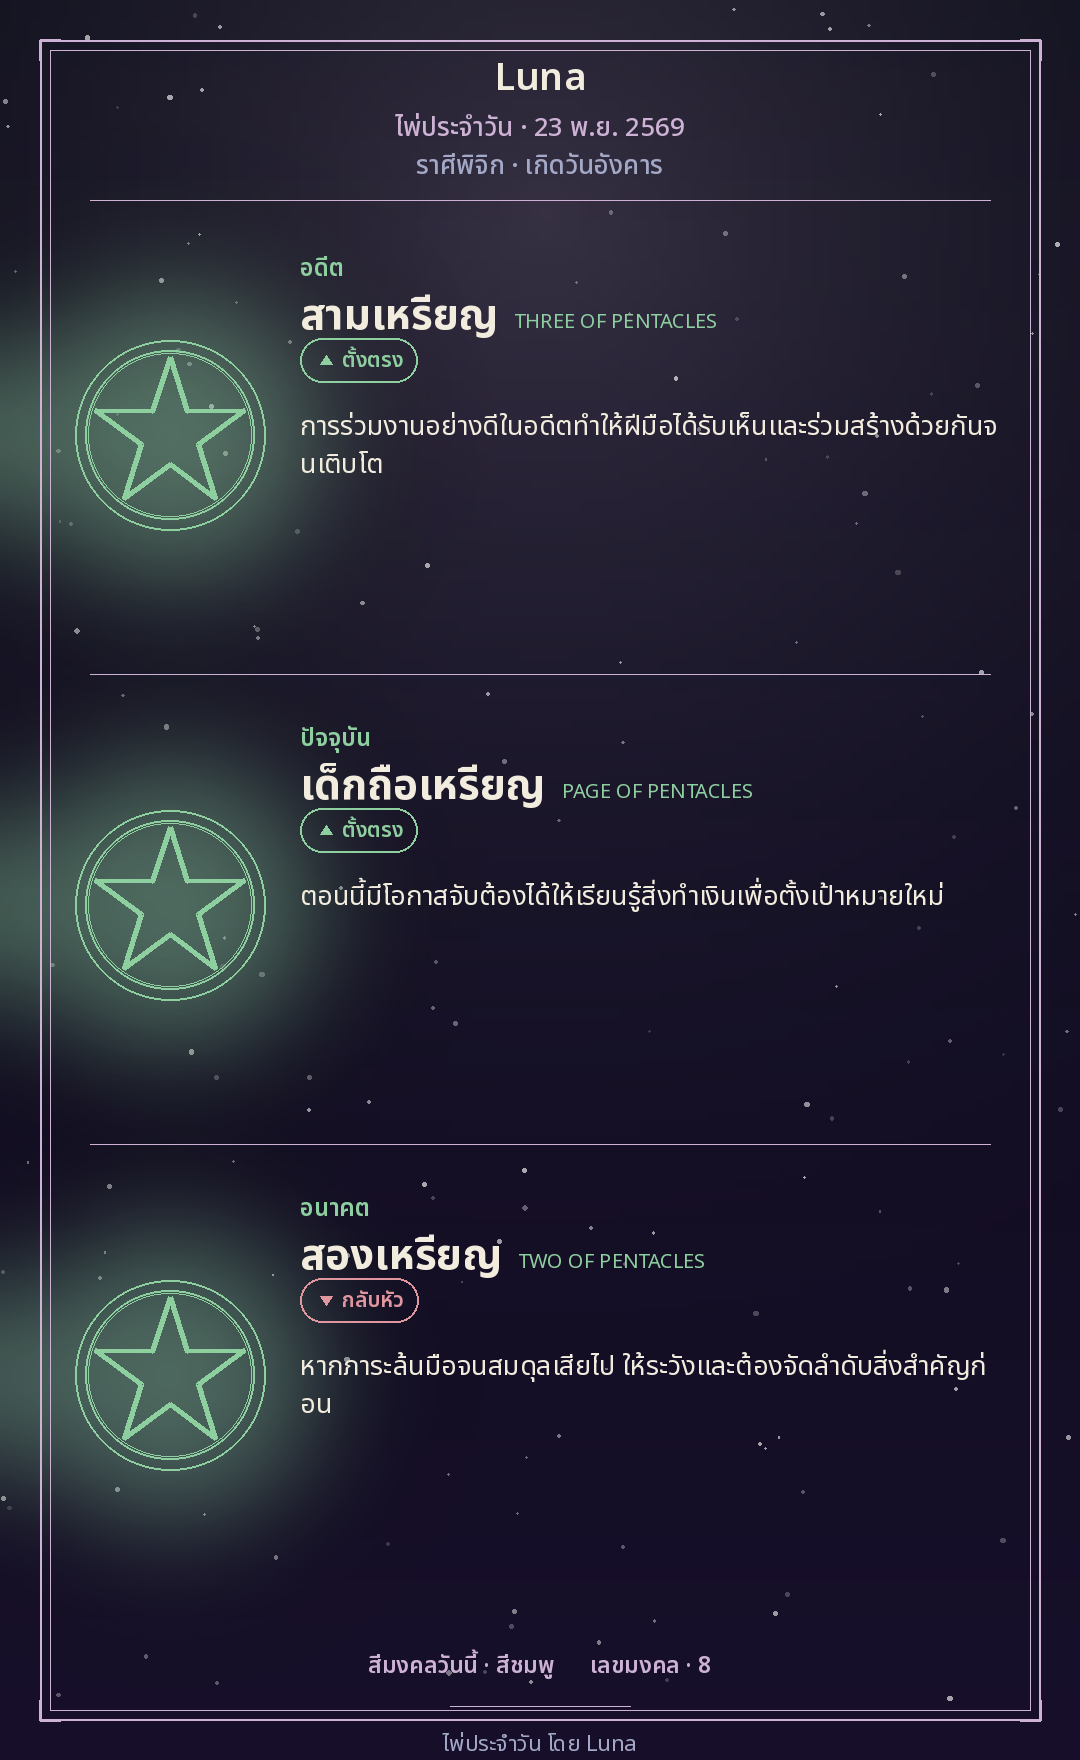 Luna
ไพ่ประจำวัน · 23 พ.ย. 2569
ราศีพิจิก · เกิดวันอังคาร
อดีต
สามเหรียญ THREE OF PENTACLES
▲ ตั้งตรง
การร่วมงานอย่างดีในอดีตทำให้ฝีมือได้รับเห็นและร่วมสร้างด้วยกันจ
นเติบโต
ปัจจุบัน
เด็กถือเหรียญ PAGE OF PENTACLES
▲ ตั้งตรง
ตอนนี้มีโอกาสจับต้องได้ให้เรียนรู้สิ่งทำเงินเพื่อตั้งเป้าหมายใหม่
อนาคต
สองเหรียญ TWO OF PENTACLES
▼ กลับหัว
หากภาระล้นมือจนสมดุลเสียไป ให้ระวังและต้องจัดลำดับสิ่งสำคัญก่
อน
สีมงคลวันนี้ · สีชมพู เลขมงคล · 8
ไพ่ประจำวัน โดย Luna